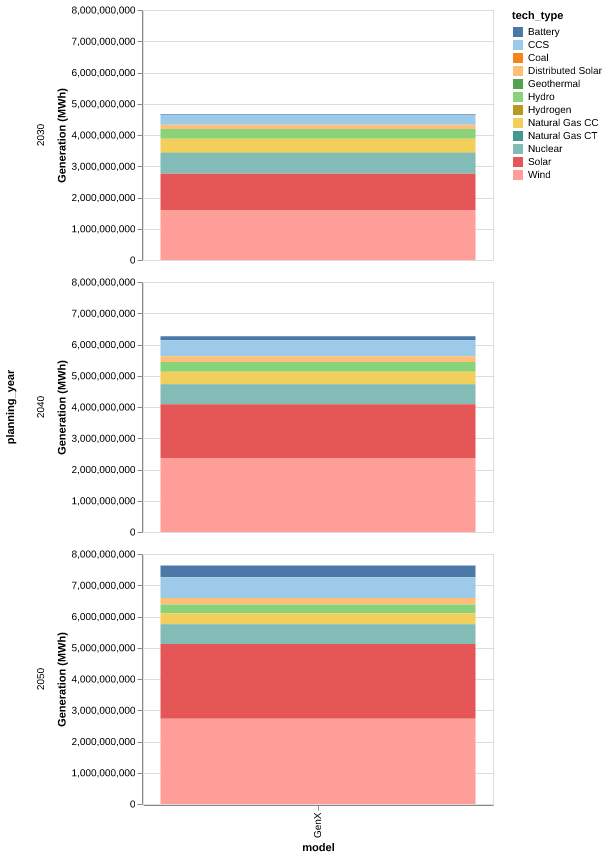 tech_type
Battery
CCS
Coal
Distributed Solar
Geothermal
Hydro
Hydrogen
Natural Gas CC
Natural Gas CT
Nuclear
Solar
Wind
planning_year
2030
Generation (MWh)
8,000,000,000
7,000,000,000
6,000,000,000
5,000,000,000
4,000,000,000
3,000,000,000
2,000,000,000
1,000,000,000
0
2040
Generation (MWh)
8,000,000,000
7,000,000,000
6,000,000,000
5,000,000,000
4,000,000,000
3,000,000,000
2,000,000,000
1,000,000,000
0
2050
Generation (MWh)
8,000,000,000
7,000,000,000
6,000,000,000
5,000,000,000
4,000,000,000
3,000,000,000
2,000,000,000
1,000,000,000
0
GenX
model